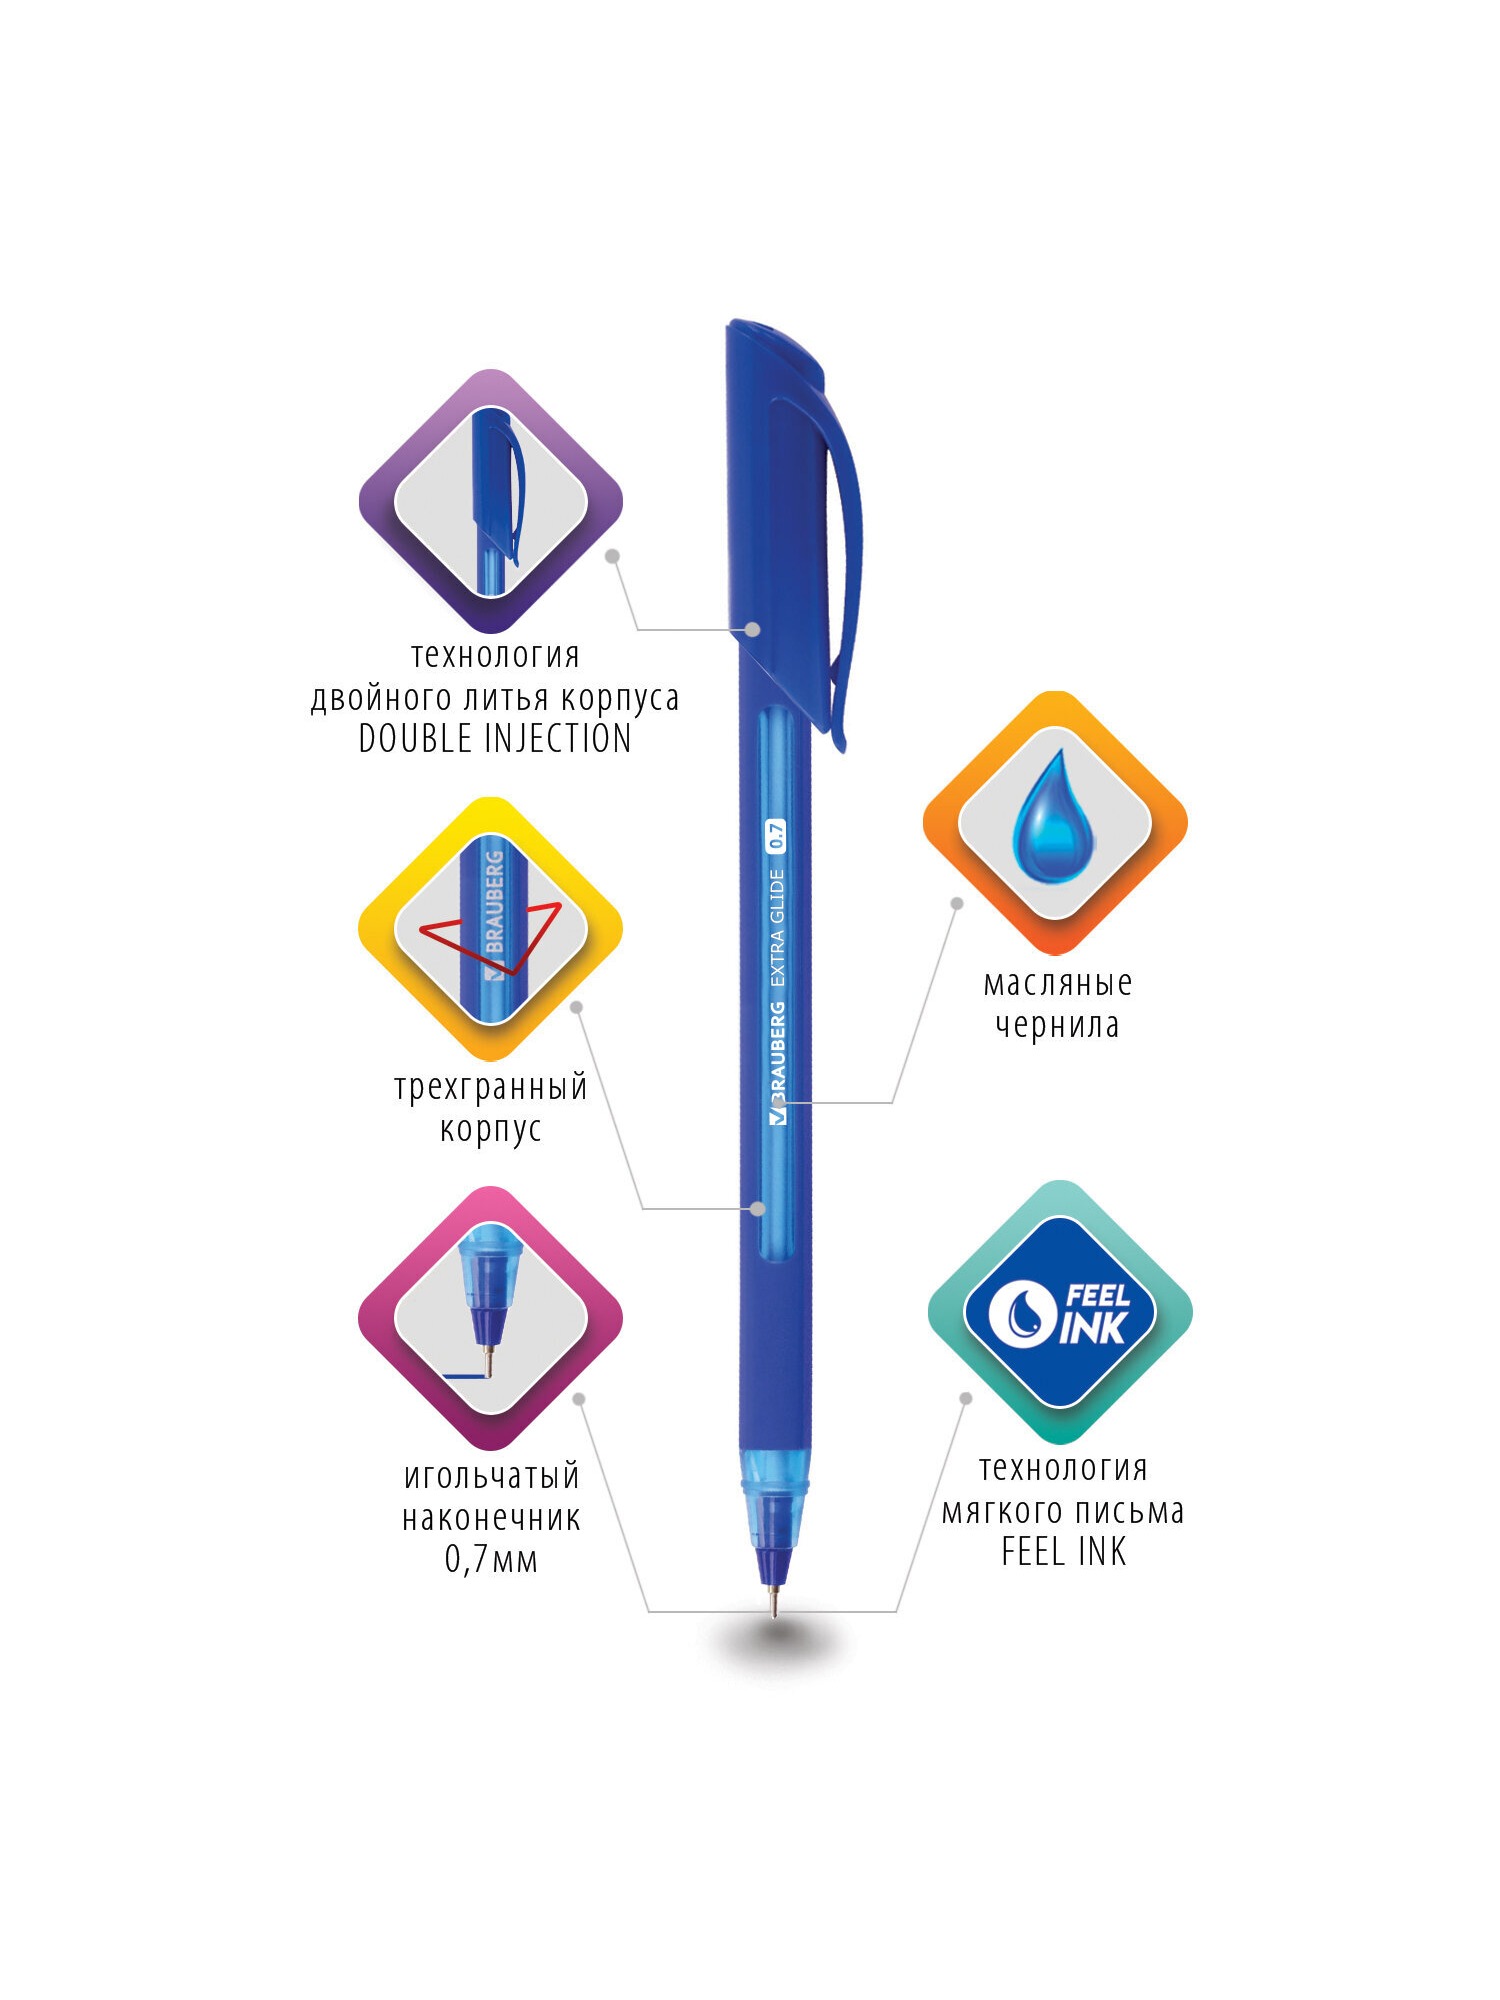 технология
двойного литья корпуса
DOUBLE INJECTION
BRAUBERG
трехгранный
корпус
игольчатый
наконечник
0,7мм
BRAUBERG EXTRA GLIDE 0.7
масляные
чернила
FEEL
INK
технология
мягкого письма
FEEL INK